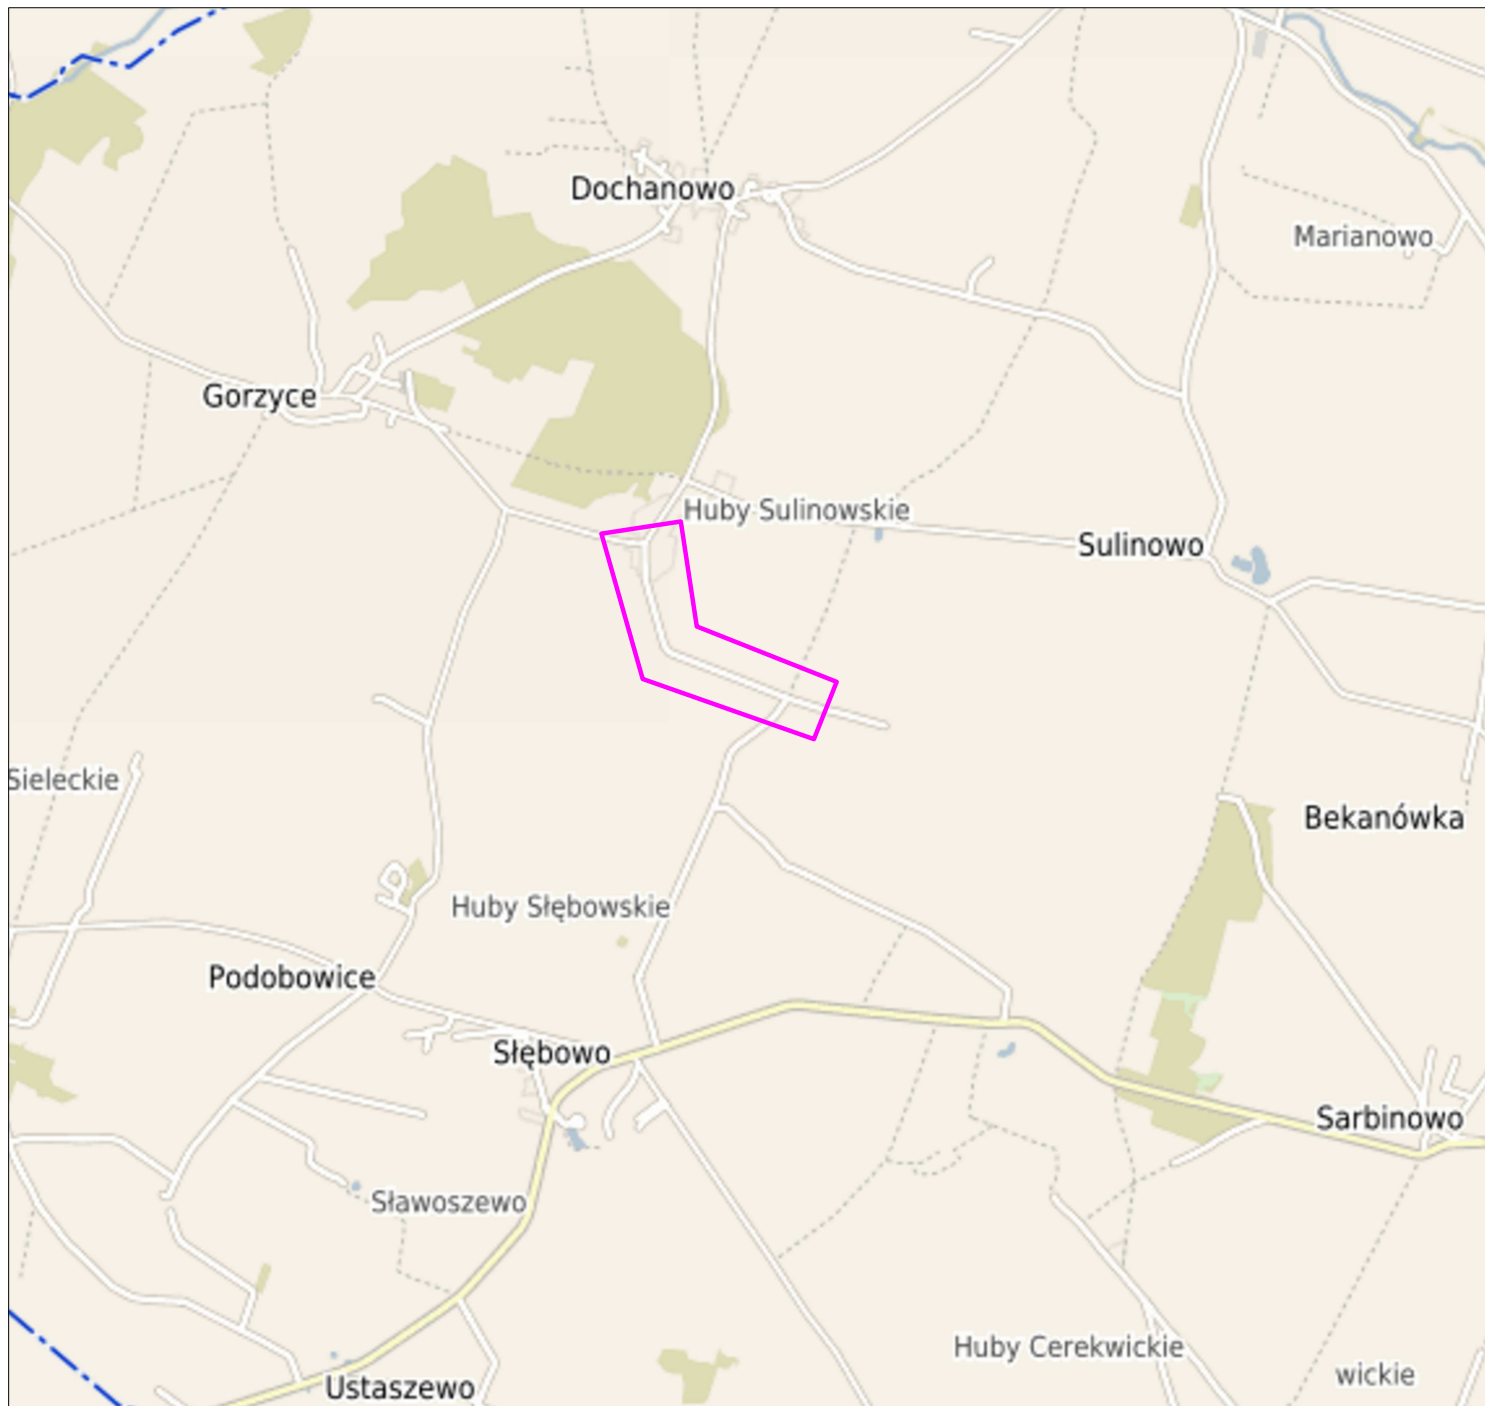 Dochanowo
Marianowo
Gorzyce
Huby Sulinowskie
Sulinowo
Sieleckie
Bekanówka
Huby Słębowskie
Podobowice
Słębowo
Sarbinowo
Sławoszewo
Huby Cerekwickie
wickie
Ustaszewo